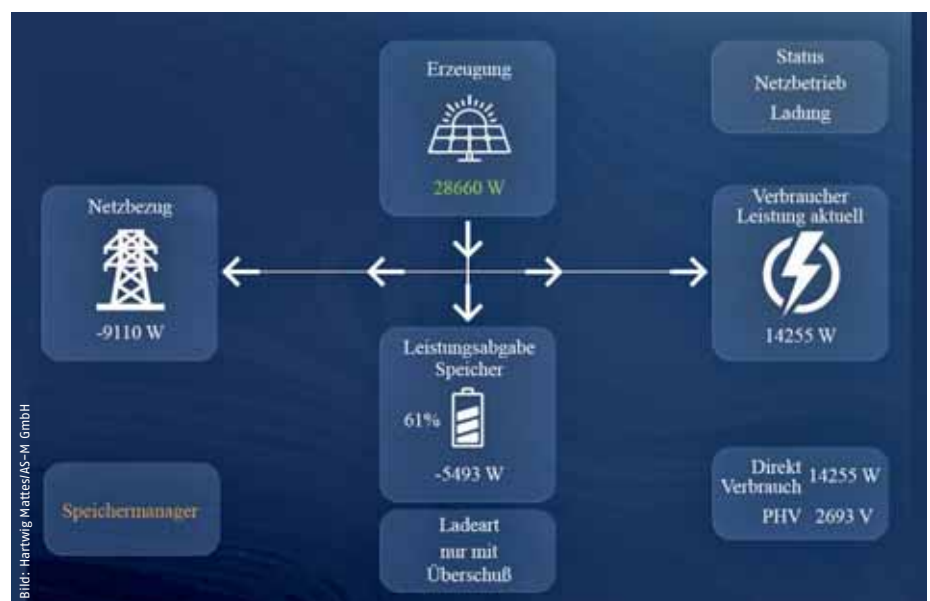 Erzeugung
28660 W
Status
Netzbetrieb
Ladung
Netzbezug
-9110 W
Verbraucher
Leistung aktuell
14255 W
Leistungsabgabe
Speicher
61%
-5493 W
Speichermanager
Ladeart
nur mit
Überschuß
Direkt
Verbrauch 14255 W
PHV 2693 V
Bild: Hartwig Mattes/AS-M GmbH